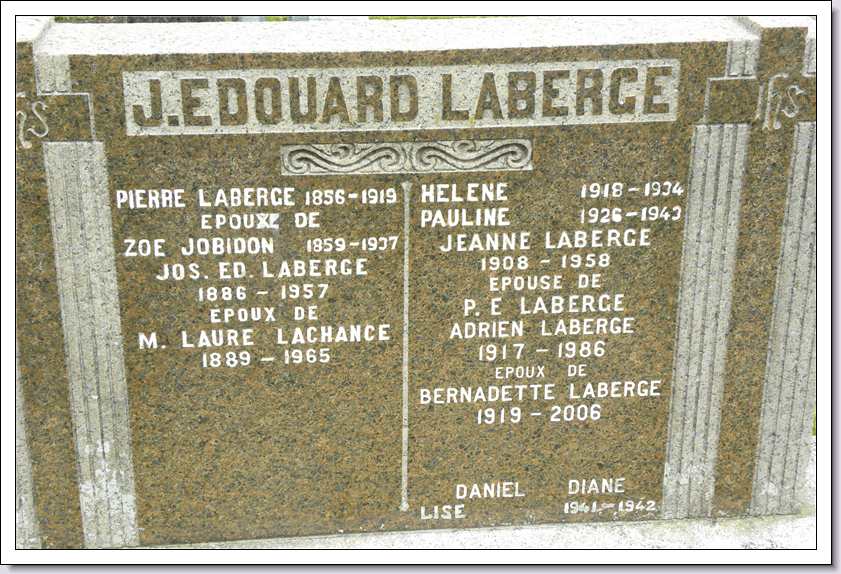 J.EDOUARD LABERGE
PIERRE LABERGE 1856-1919
EPOUX DE
ZOE JOBIDON 1859-1937
JOS. ED. LABERGE
1886 - 1957
EPOUX DE
M. LAURE LACHANCE
1889 - 1965
HELENE 1918-1934
PAULINE 1926-1943
JEANNE LABERGE
1908 - 1958
EPOUSE DE
P. E LABERGE
ADRIEN LABERGE
1917 - 1986
EPOUX DE
BERNADETTE LABERGE
1919 - 2006
DANIEL DIANE
LISE 1941-1942